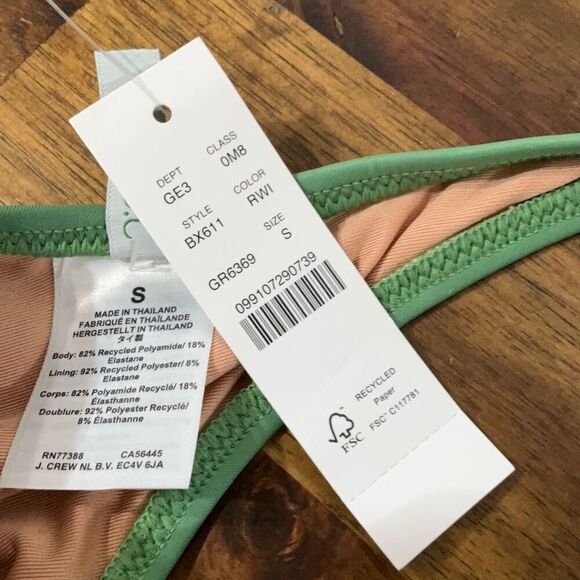 DEPT CLASS
GE3 0M8
STYLE COLOR
BX611 RWI
SIZE
GR6369 S
099107290739
RECYCLED
Paper
FSC™ C117781
FSC
S
MADE IN THAILAND
FABRIQUÉ EN THAÏLANDE
HERGESTELLT IN THAILAND
タイ製
Body: 82% Recycled Polyamide/ 18%
Elastane
Lining: 92% Recycled Polyester/ 8%
Elastane
Corps: 82% Polyamide Recyclé/ 18%
Élasthanne
Doublure: 92% Polyester Recyclé/
8% Élasthanne
RN77388 CA56445
J. CREW NL B.V. EC4V 6JA